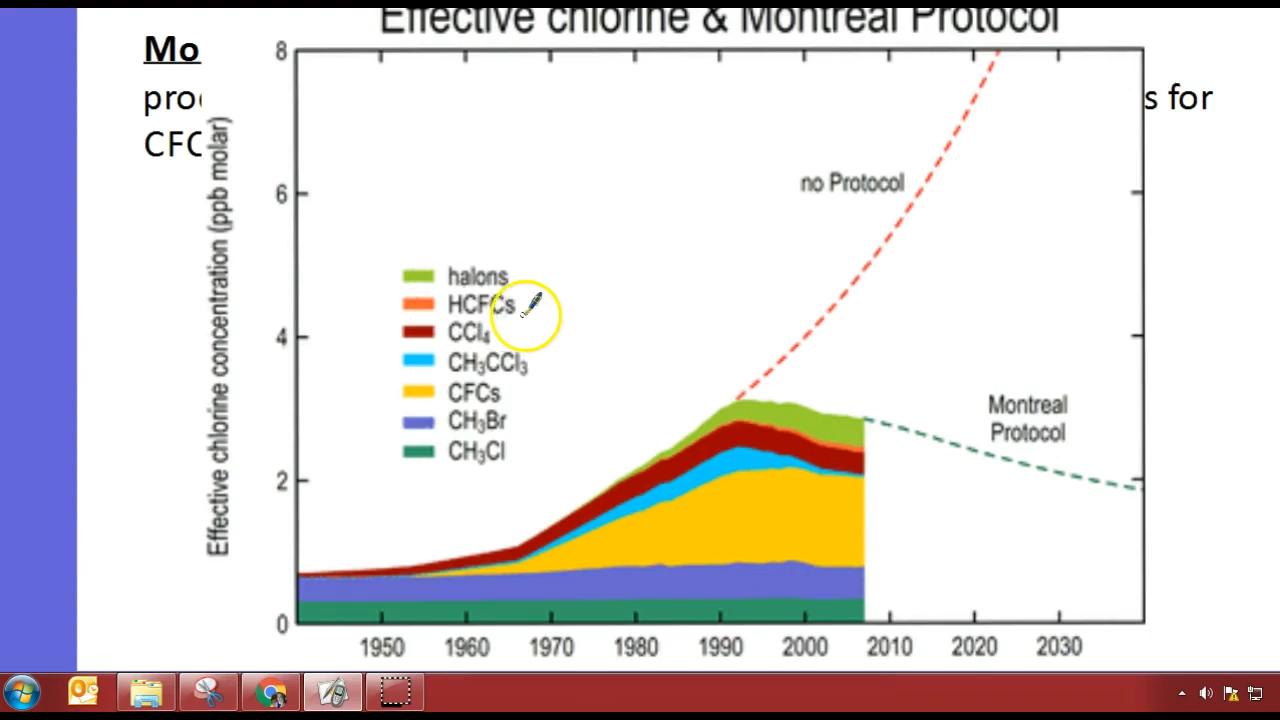 Effective chlorine & Montreal Protocol
Mo
proc
s for
CFC
Effective chlorine concentration (ppb molar)
8
6
4
2
0
no Protocol
halons
HCFCs
CCl₄
CH₃CCl₃
CFCs
CH₃Br
CH₃Cl
Montreal
Protocol
1950 1960 1970 1980 1990 2000 2010 2020 2030